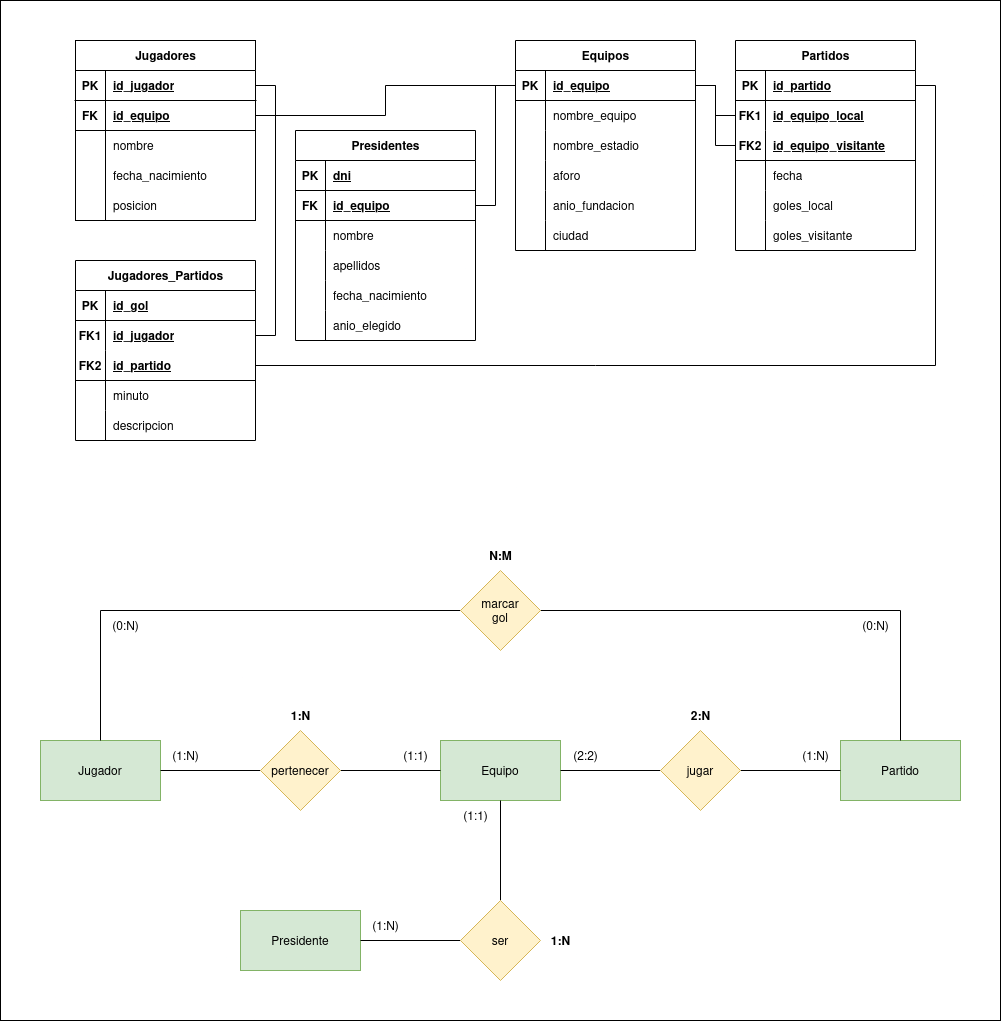 Jugadores
PK id_jugador
FK id_equipo
nombre
fecha_nacimiento
posicion
Presidentes
PK dni
FK id_equipo
nombre
apellidos
fecha_nacimiento
anio_elegido
Equipos
PK id_equipo
nombre_equipo
nombre_estadio
aforo
anio_fundacion
ciudad
Partidos
PK id_partido
FK1 id_equipo_local
FK2 id_equipo_visitante
fecha
goles_local
goles_visitante
Jugadores_Partidos
PK id_gol
FK1 id_jugador
FK2 id_partido
minuto
descripcion
N:M
marcar
gol
(0:N)
(0:N)
1:N
2:N
(1:N)
(1:1)
(2:2)
(1:N)
Jugador
pertenecer
Equipo
jugar
Partido
(1:1)
(1:N)
Presidente
ser
1:N